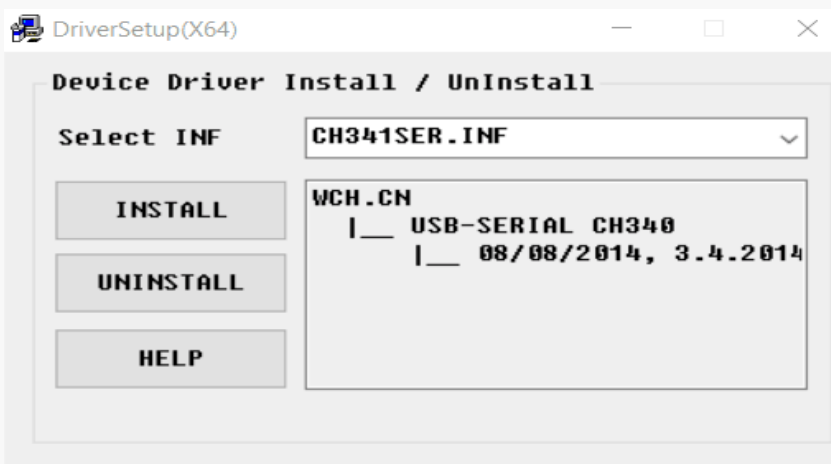 DriverSetup(X64)
Device Driver Install / UnInstall
Select INF
CH341SER.INF
INSTALL
UNINSTALL
HELP
WCH.CN
|__ USB-SERIAL CH340
|__ 08/08/2014, 3.4.2014